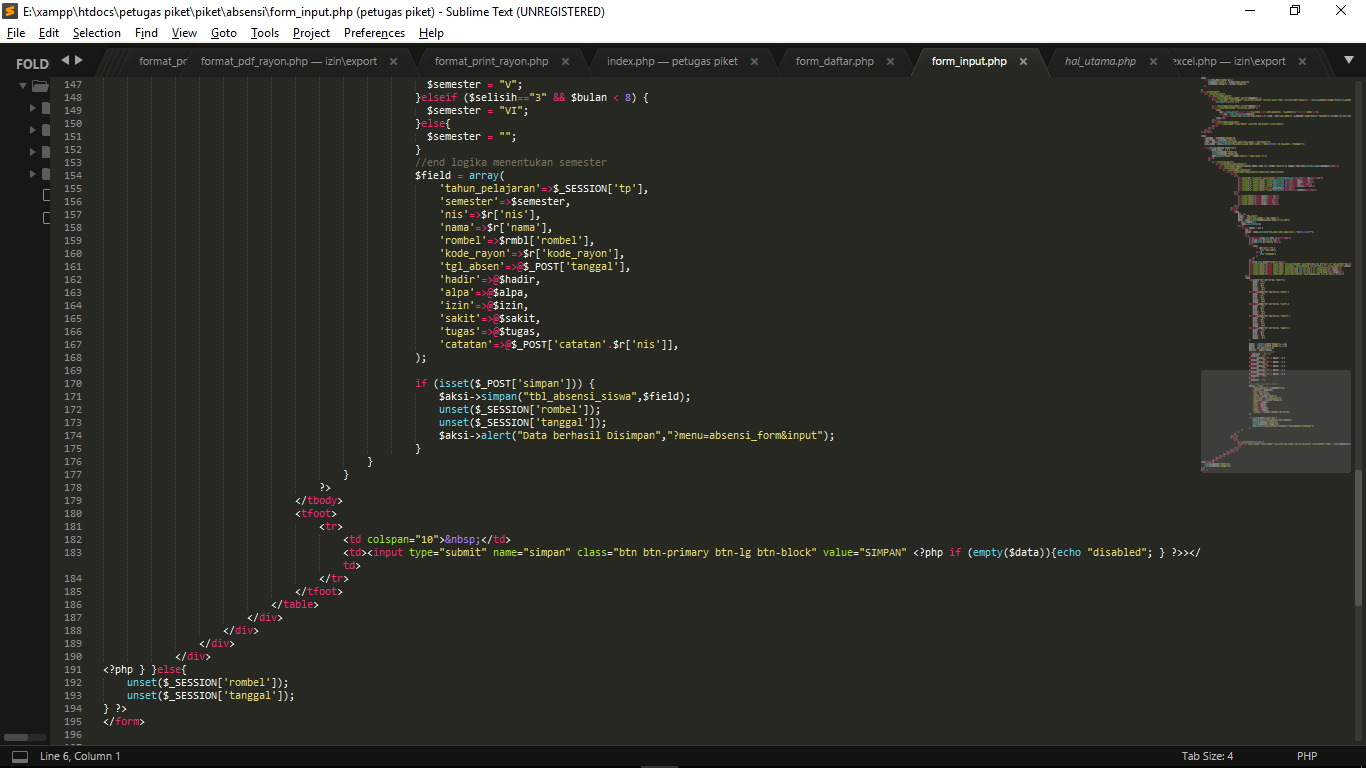 E:\xampp\htdocs\petugas piket\piket\absensi\form_input.php (petugas piket) - Sublime Text (UNREGISTERED)
File Edit Selection Find View Goto Tools Project Preferences Help
FOLD
format_pdf_rayon.php — izin\export
format_print_rayon.php
index.php — petugas piket
form_daftar.php
form_input.php
hal_utama.php
excel.php — izin\export
147 $semester = "V";
148 }elseif ($selisih=="3" && $bulan < 8) {
149 $semester = "VI";
150 }else{
151 $semester = "";
152 }
153 //end logika menentukan semester
154 $field = array(
155 'tahun_pelajaran'=>$_SESSION['tp'],
156 'semester'=>$semester,
157 'nis'=>$r['nis'],
158 'nama'=>$r['nama'],
159 'rombel'=>$rmbl['rombel'],
160 'kode_rayon'=>$r['kode_rayon'],
161 'tgl_absen'=>@$_POST['tanggal'],
162 'hadir'=>@$hadir,
163 'alpa'=>@$alpa,
164 'izin'=>@$izin,
165 'sakit'=>@$sakit,
166 'tugas'=>@$tugas,
167 'catatan'=>@$_POST['catatan'.$r['nis']],
168 );
169
170 if (isset($_POST['simpan'])) {
171 $aksi->simpan("tbl_absensi_siswa",$field);
172 unset($_SESSION['rombel']);
173 unset($_SESSION['tanggal']);
174 $aksi->alert("Data berhasil Disimpan","?menu=absensi_form&input");
175 }
176 }
177 }
178 ?>
179 </tbody>
180 <tfoot>
181 <tr>
182 <td colspan="10">&nbsp;</td>
183 <td><input type="submit" name="simpan" class="btn btn-primary btn-lg btn-block" value="SIMPAN" <?php if (empty($data)){echo "disabled"; } ?>></
td>
184 </tr>
185 </tfoot>
186 </table>
187 </div>
188 </div>
189 </div>
190 </div>
191 <?php } }else{
192 unset($_SESSION['rombel']);
193 unset($_SESSION['tanggal']);
194 } ?>
195 </form>
196
Line 6, Column 1
Tab Size: 4
PHP